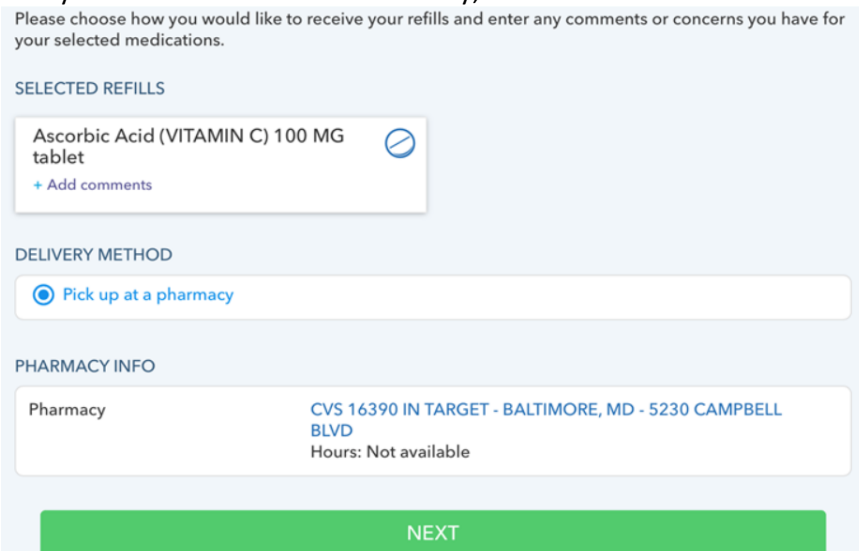 Please choose how you would like to receive your refills and enter any comments or concerns you have for
your selected medications.
SELECTED REFILLS
Ascorbic Acid (VITAMIN C) 100 MG
tablet
+ Add comments
DELIVERY METHOD
Pick up at a pharmacy
PHARMACY INFO
Pharmacy
CVS 16390 IN TARGET - BALTIMORE, MD - 5230 CAMPBELL
BLVD
Hours: Not available
NEXT